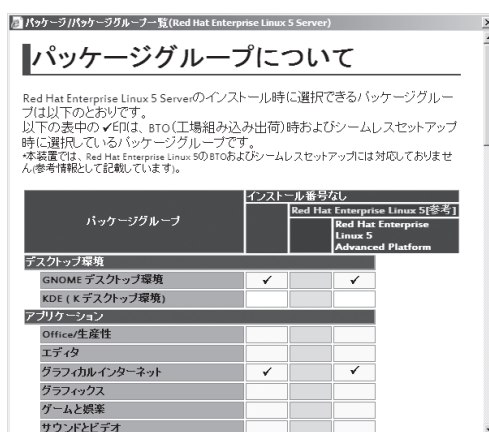 パッケージ/パッケージグループ一覧(Red Hat Enterprise Linux 5 Server)
パッケージグループについて
Red Hat Enterprise Linux 5 Serverのインストール時に選択できるパッケージグルー
プは以下のとおりです。
以下の表中の✔印は、BTO(工場組み込み出荷)時およびシームレスセットアップ
時に選択しているパッケージグループです。
*本装置では、Red Hat Enterprise Linux 5のBTOおよびシームレスセットアップには対応しておりませ
ん(参考情報として記載しています)。
パッケージグループ
インストール番号なし
Red Hat Enterprise Linux 5[参考]
Red Hat Enterprise
Linux 5
Advanced Platform
デスクトップ環境
GNOME デスクトップ環境 ✔ ✔
KDE ( K デスクトップ環境)
アプリケーション
Office/生産性
エディタ
グラフィカルインターネット ✔ ✔
グラフィックス
ゲームと娯楽
サウンドとビデオ